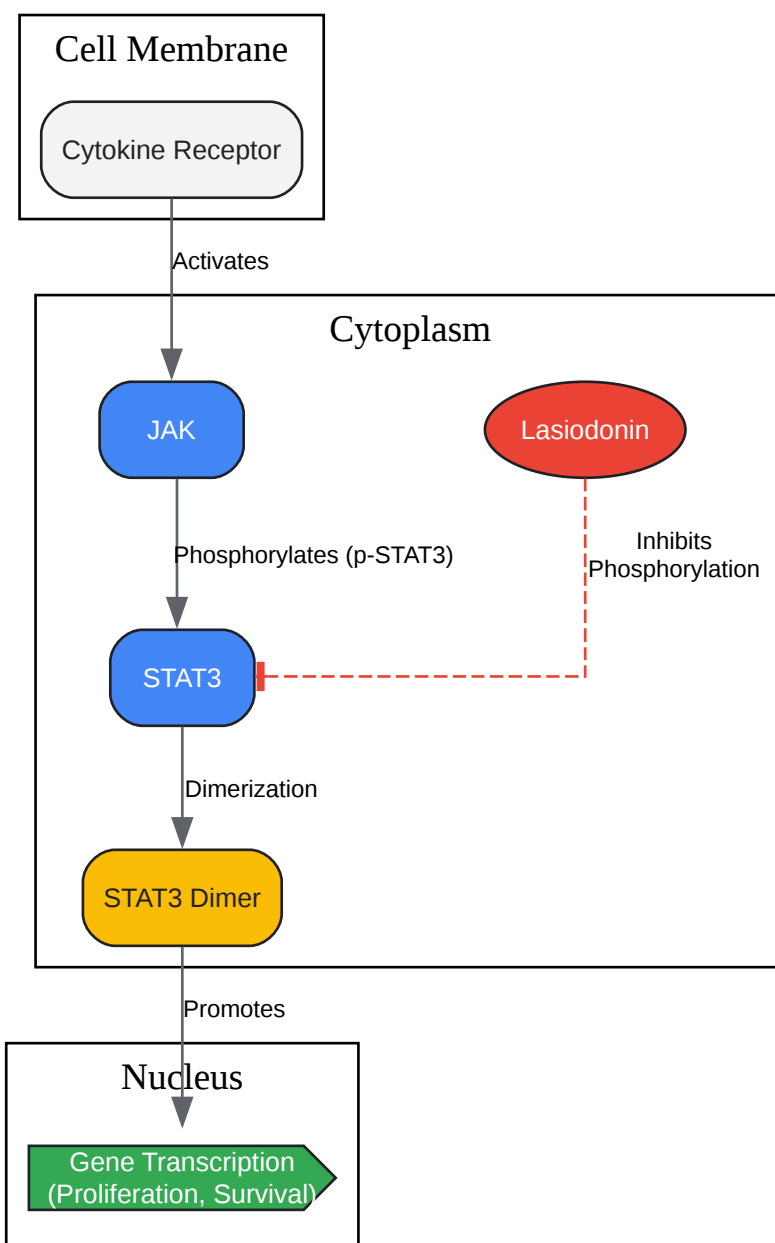 Cell Membrane
Cytokine Receptor
Activates
Cytoplasm
JAK
Lasiodonin
Phosphorylates (p-STAT3)
Inhibits
Phosphorylation
STAT3
Dimerization
STAT3 Dimer
Promotes
Nucleus
Gene Transcription
(Proliferation, Survival)